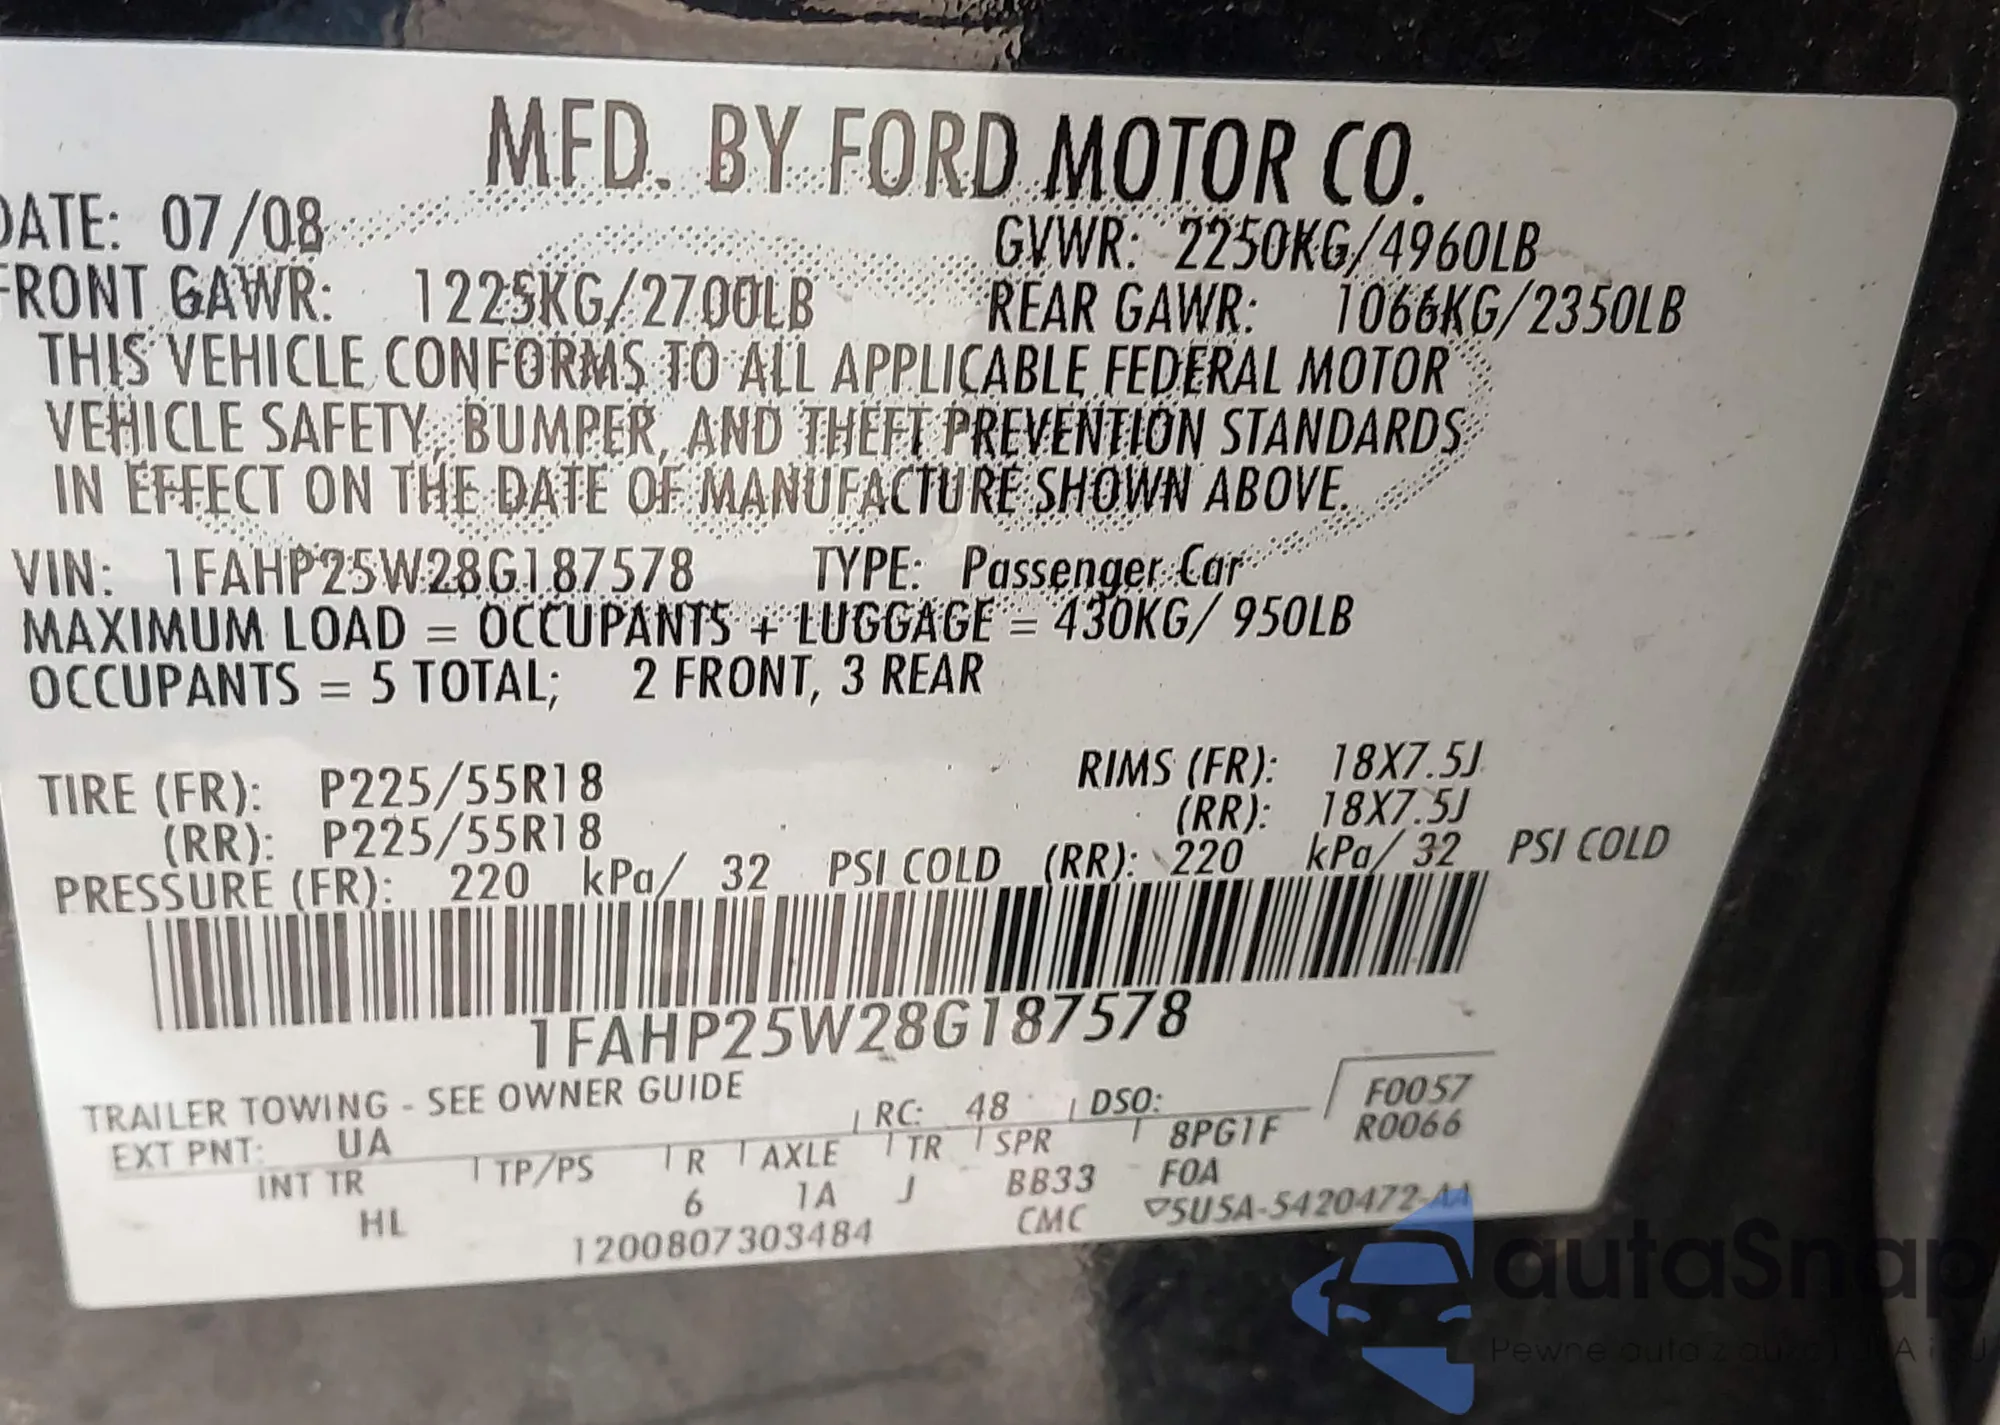 MFD. BY FORD MOTOR CO.
DATE: 07/08
GVWR: 2250KG/4960LB
FRONT GAWR: 1225KG/2700LB
REAR GAWR: 1066KG/2350LB
THIS VEHICLE CONFORMS TO ALL APPLICABLE FEDERAL MOTOR
VEHICLE SAFETY, BUMPER, AND THEFT PREVENTION STANDARDS
IN EFFECT ON THE DATE OF MANUFACTURE SHOWN ABOVE.
VIN: 1FAHP25W28G187578 TYPE: Passenger Car
MAXIMUM LOAD = OCCUPANTS + LUGGAGE = 430KG/ 950LB
OCCUPANTS = 5 TOTAL; 2 FRONT, 3 REAR
TIRE (FR): P225/55R18 RIMS (FR): 18X7.5J
(RR): P225/55R18 (RR): 18X7.5J
PRESSURE (FR): 220 kPa/ 32 PSI COLD (RR): 220 kPa/ 32 PSI COLD
1FAHP25W28G187578
TRAILER TOWING - SEE OWNER GUIDE
F0057
EXT PNT: UA RC: 48 DSO: R0066
INT TR TP/PS R AXLE TR SPR 8PG1F
HL 6 1A J BB33 FOA
1200807303484 CMC ▽5U5A-5420472-AA
autaSnap
Pewne auta z